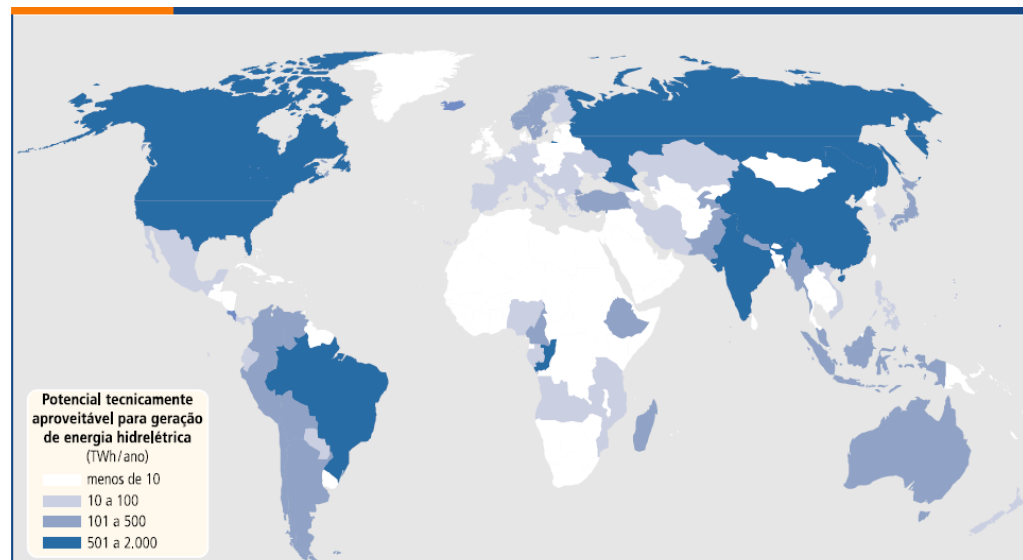 Potencial tecnicamente
aproveitável para geração
de energia hidrelétrica
(TWh/ano)
menos de 10
10 a 100
101 a 500
501 a 2.000